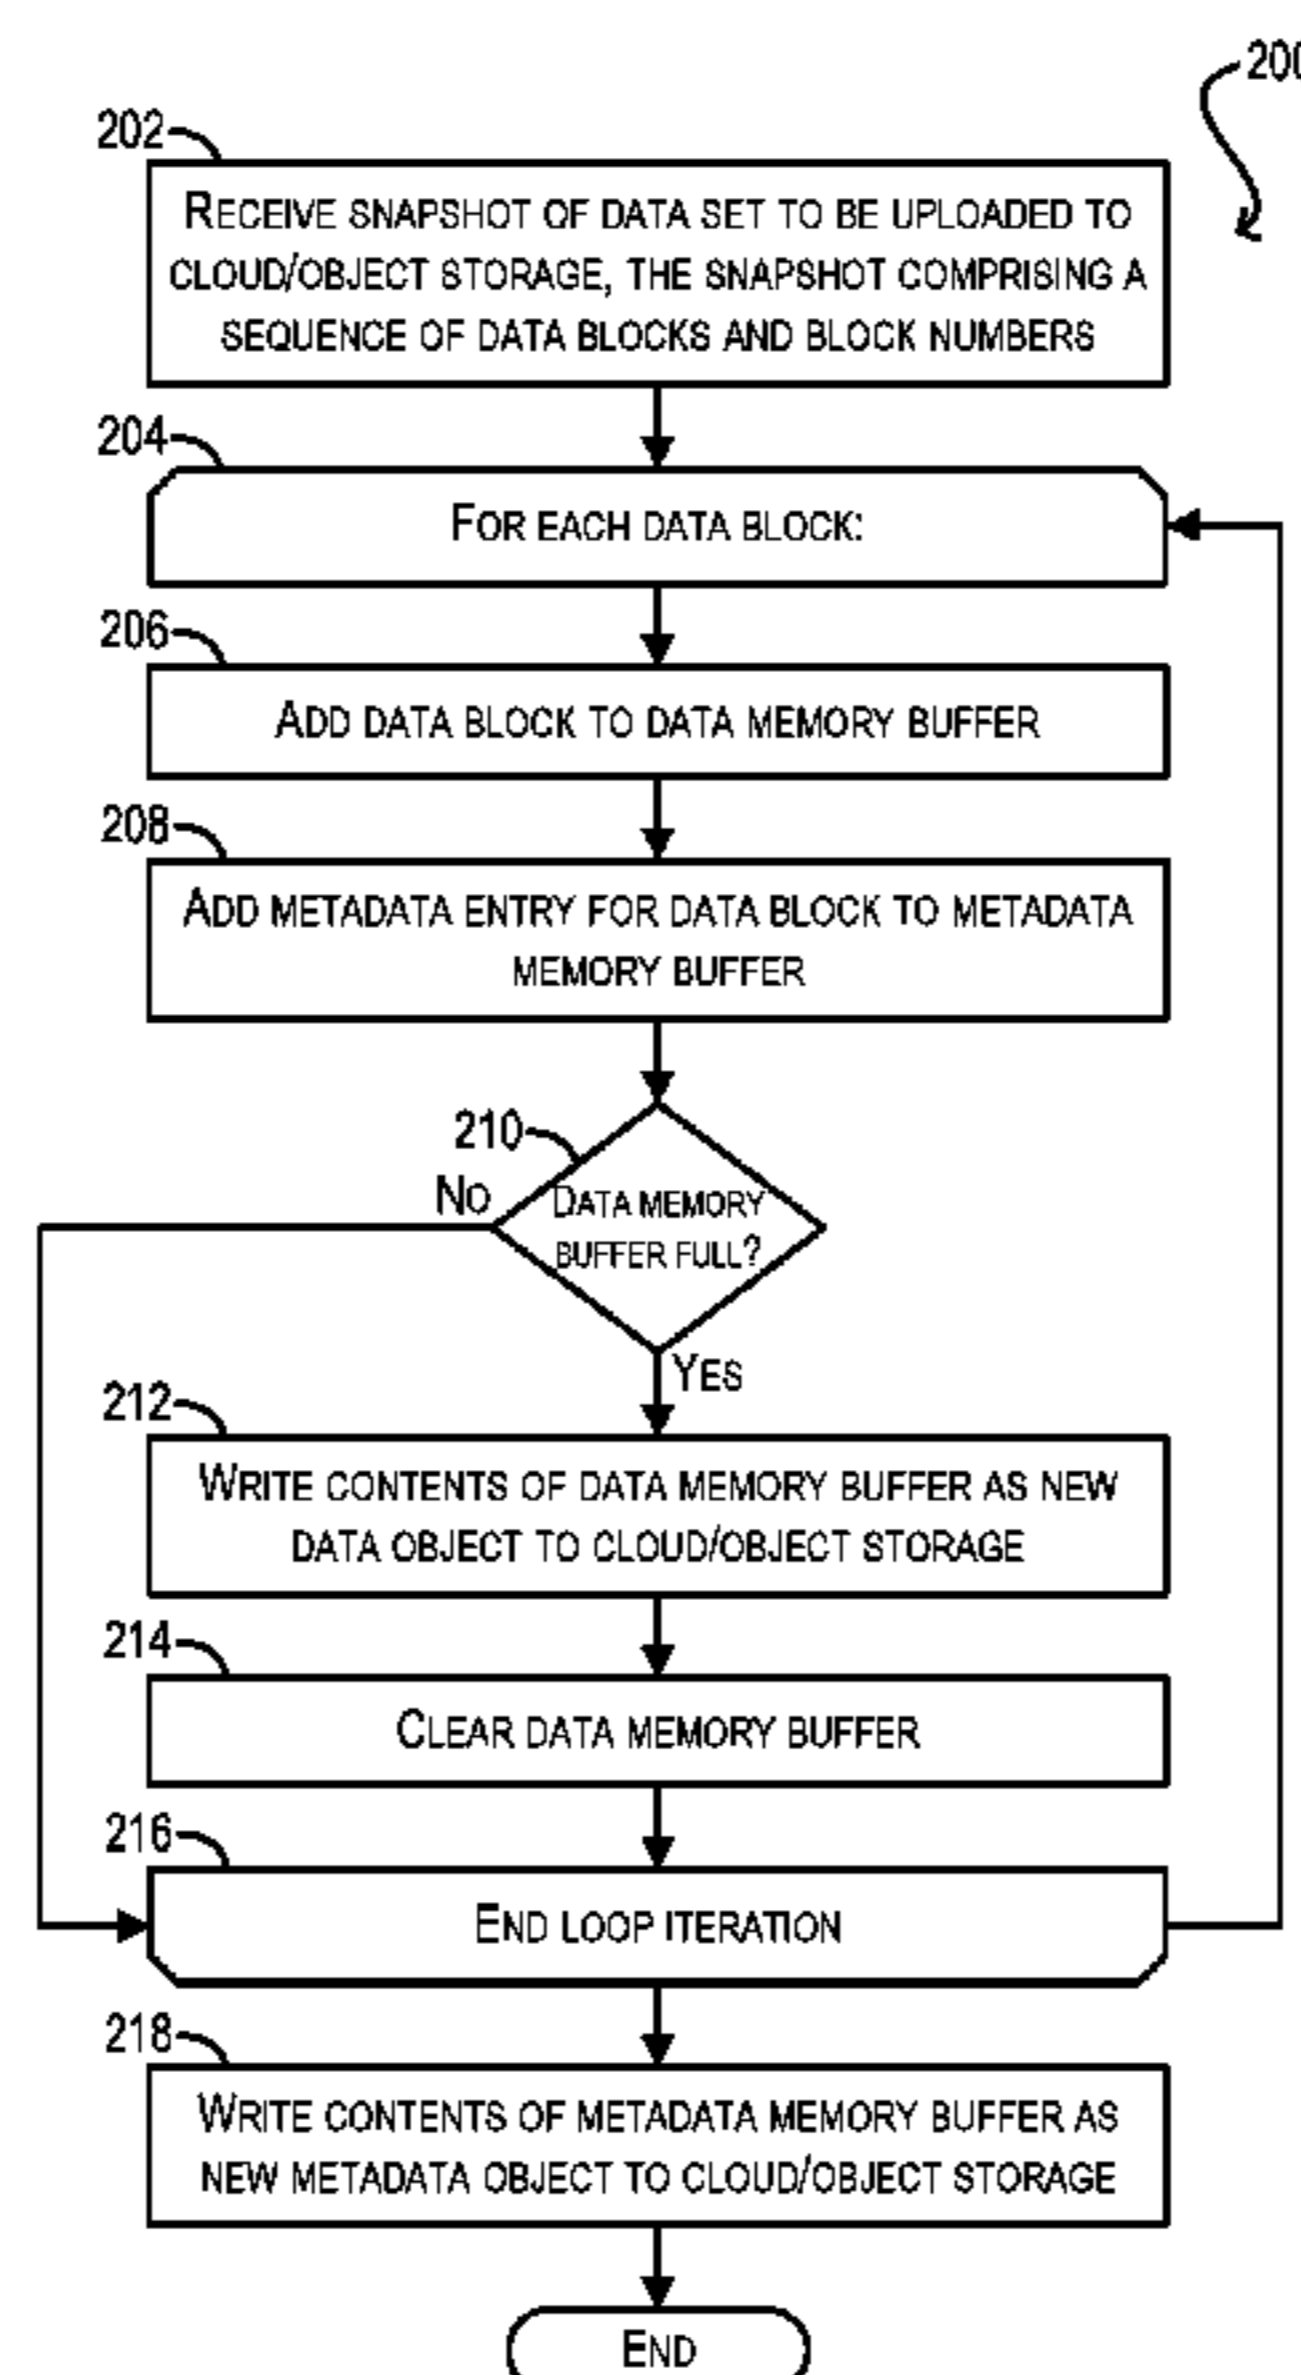 200
202
RECEIVE SNAPSHOT OF DATA SET TO BE UPLOADED TO
CLOUD/OBJECT STORAGE, THE SNAPSHOT COMPRISING A
SEQUENCE OF DATA BLOCKS AND BLOCK NUMBERS
204
FOR EACH DATA BLOCK:
206
ADD DATA BLOCK TO DATA MEMORY BUFFER
208
ADD METADATA ENTRY FOR DATA BLOCK TO METADATA
MEMORY BUFFER
210
NO
DATA MEMORY
BUFFER FULL?
YES
212
WRITE CONTENTS OF DATA MEMORY BUFFER AS NEW
DATA OBJECT TO CLOUD/OBJECT STORAGE
214
CLEAR DATA MEMORY BUFFER
216
END LOOP ITERATION
218
WRITE CONTENTS OF METADATA MEMORY BUFFER AS
NEW METADATA OBJECT TO CLOUD/OBJECT STORAGE
END